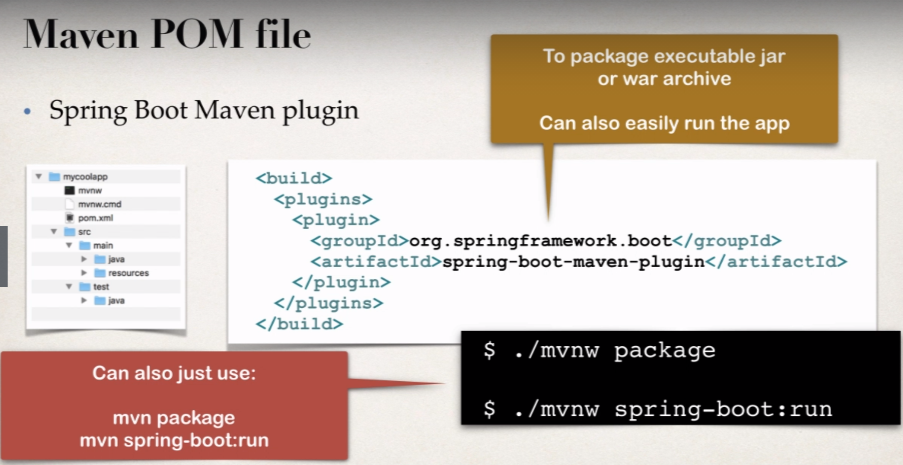 Maven POM file
To package executable jar
or war archive
Can also easily run the app
• Spring Boot Maven plugin
mycoolapp
mvnw
mvnw.cmd
pom.xml
src
main
java
resources
test
java
<build>
<plugins>
<plugin>
<groupId>org.springframework.boot</groupId>
<artifactId>spring-boot-maven-plugin</artifactId>
</plugin>
</plugins>
</build>
$ ./mvnw package
$ ./mvnw spring-boot:run
Can also just use:
mvn package
mvn spring-boot:run